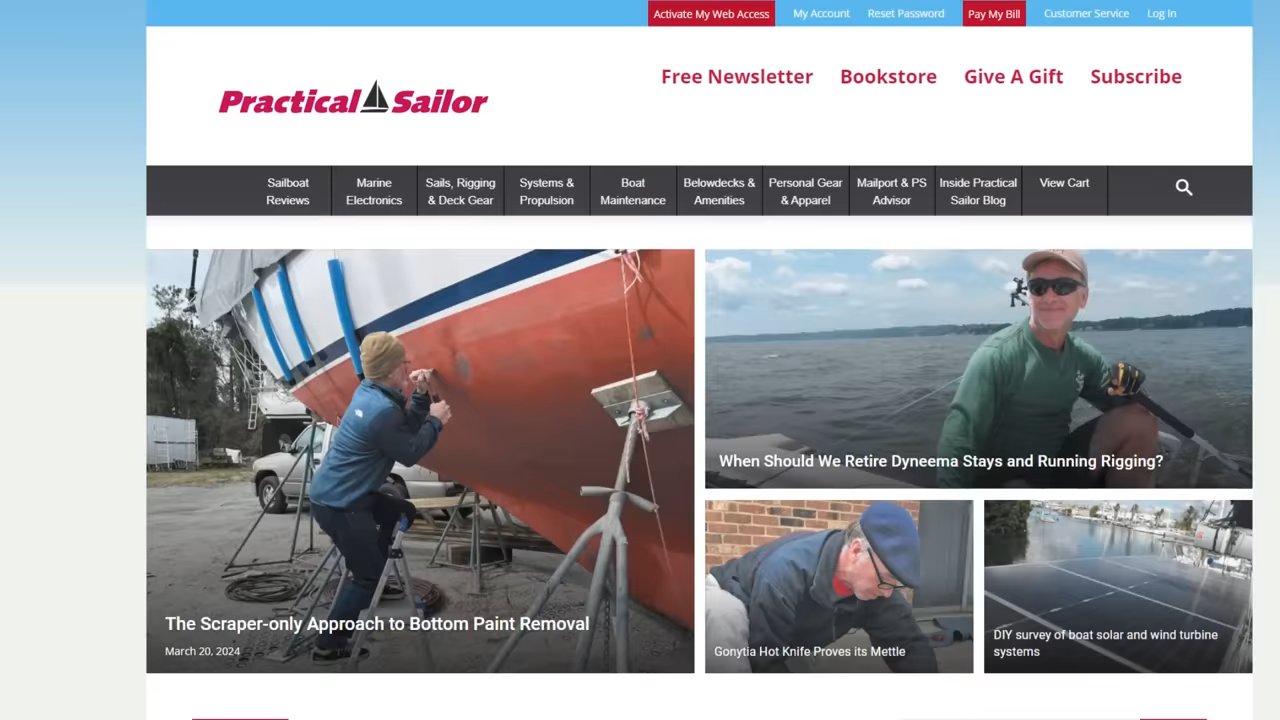 Activate My Web Access
My Account
Reset Password
Pay My Bill
Customer Service
Log In
Practical Sailor
Free Newsletter
Bookstore
Give A Gift
Subscribe
Sailboat
Reviews
Marine
Electronics
Sails, Rigging
& Deck Gear
Systems &
Propulsion
Boat
Maintenance
Belowdecks &
Amenities
Personal Gear
& Apparel
Mailport & PS
Advisor
Inside Practical
Sailor Blog
View Cart
The Scraper-only Approach to Bottom Paint Removal
March 20, 2024
When Should We Retire Dyneema Stays and Running Rigging?
Gonytia Hot Knife Proves its Mettle
DIY survey of boat solar and wind turbine
systems